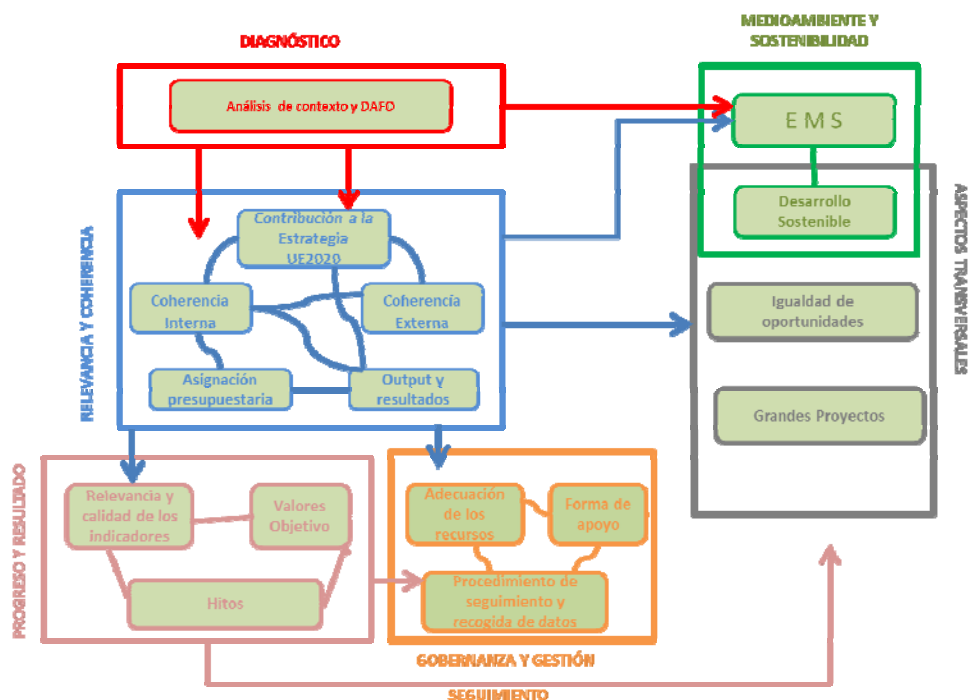 MEDIOAMBIENTE Y
SOSTENIBILIDAD
DIAGNÓSTICO
Análisis de contexto y DAFO
E M S
Desarrollo
Sostenible
ASPECTOS TRANSVERSALES
Igualdad de
oportunidades
Grandes Proyectos
RELEVANCIA Y COHERENCIA
Contribución a la
Estrategia
UE2020
Coherencia
Interna
Coherencia
Externa
Asignación
presupuestaria
Output y
resultados
PROGRESO Y RESULTADO
Relevancia y
calidad de los
indicadores
Valores
Objetivo
Hitos
Adecuación
de los
recursos
Forma de
apoyo
Procedimiento de
seguimiento y
recogida de datos
GOBERNANZA Y GESTIÓN
SEGUIMIENTO